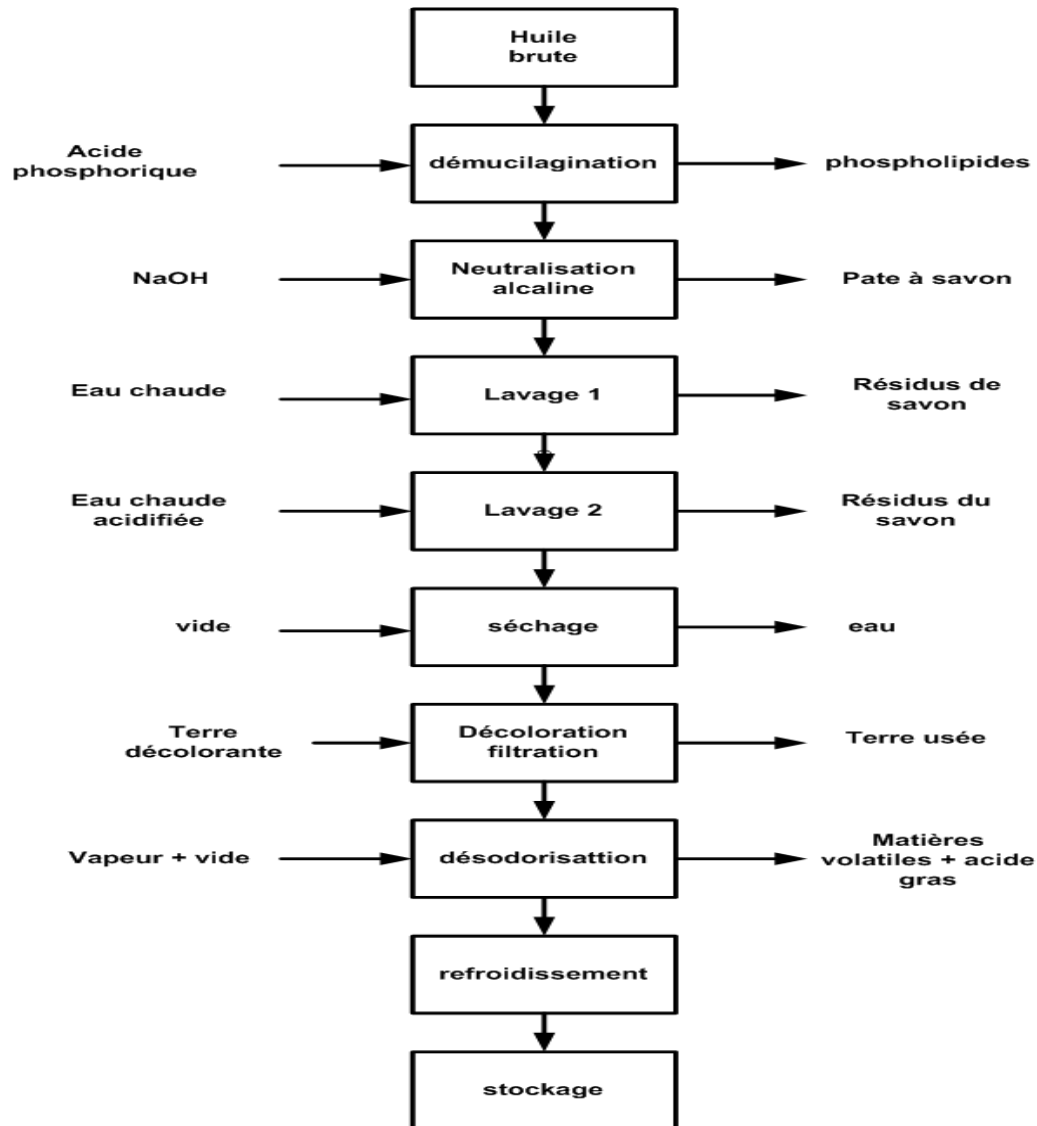 Huile
brute
Acide
phosphorique
démucilagination
phospholipides
NaOH
Neutralisation
alcaline
Pate à savon
Eau chaude
Lavage 1
Résidus de
savon
Eau chaude
acidifiée
Lavage 2
Résidus du
savon
vide
séchage
eau
Terre
décolorante
Décoloration
filtration
Terre usée
Vapeur + vide
désodorisattion
Matières
volatiles + acide
gras
refroidissement
stockage